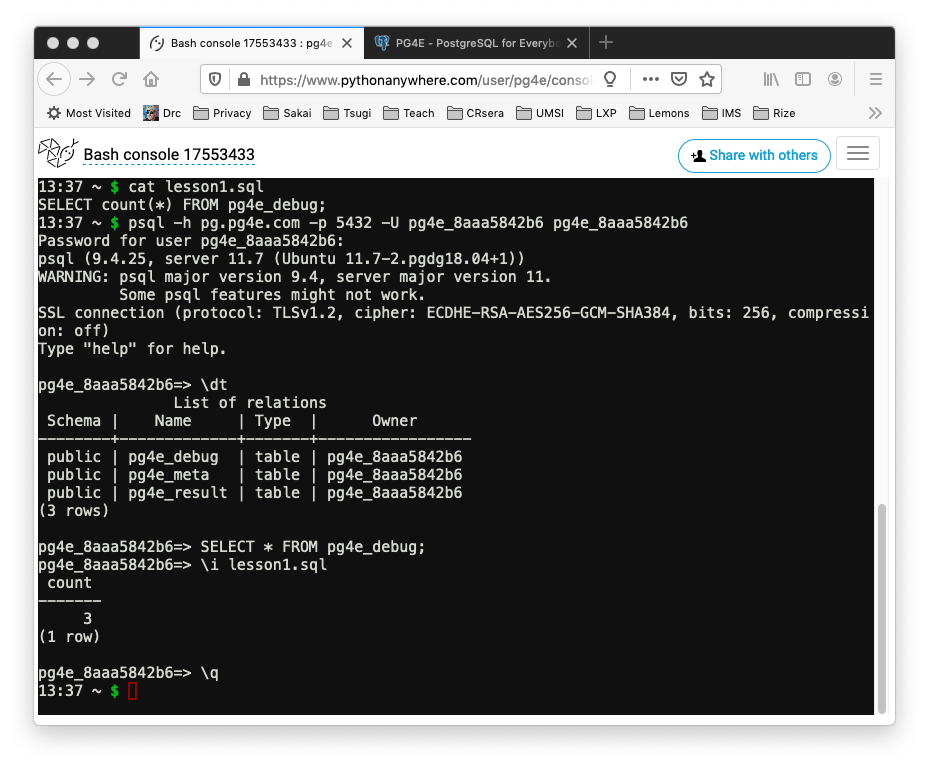 Bash console 17553433 : pg4e
PG4E - PostgreSQL for Everybo
https://www.pythonanywhere.com/user/pg4e/conso
Most Visited Drc Privacy Sakai Tsugi Teach CRsera UMSI LXP Lemons IMS Rize
Bash console 17553433
Share with others
13:37 ~ $ cat lesson1.sql
SELECT count(*) FROM pg4e_debug;
13:37 ~ $ psql -h pg.pg4e.com -p 5432 -U pg4e_8aaa5842b6 pg4e_8aaa5842b6
Password for user pg4e_8aaa5842b6:
psql (9.4.25, server 11.7 (Ubuntu 11.7-2.pgdg18.04+1))
WARNING: psql major version 9.4, server major version 11.
         Some psql features might not work.
SSL connection (protocol: TLSv1.2, cipher: ECDHE-RSA-AES256-GCM-SHA384, bits: 256, compressi
on: off)
Type "help" for help.
pg4e_8aaa5842b6=> \dt
               List of relations
 Schema |    Name     | Type  |      Owner
--------+-------------+-------+-----------------
 public | pg4e_debug  | table | pg4e_8aaa5842b6
 public | pg4e_meta   | table | pg4e_8aaa5842b6
 public | pg4e_result | table | pg4e_8aaa5842b6
(3 rows)
pg4e_8aaa5842b6=> SELECT * FROM pg4e_debug;
pg4e_8aaa5842b6=> \i lesson1.sql
 count
-------
     3
(1 row)
pg4e_8aaa5842b6=> \q
13:37 ~ $